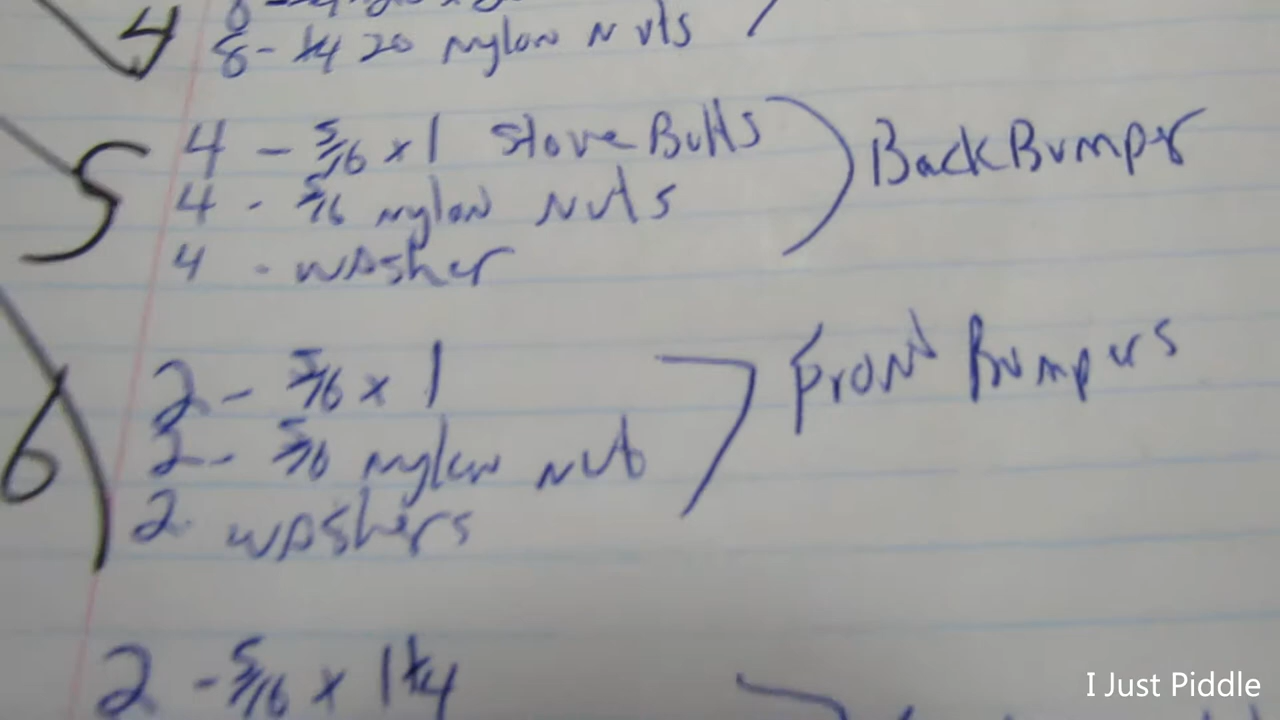 4 8 - 1/4 20 nylon nuts
5 4 - 5/16 x 1 Stove Bolts
4 - 5/16 nylon nuts Back Bumper
4 - washer
2 - 5/16 x 1 Front Bumpers
6 2 - 5/16 nylon nut
2 washers
2 - 5/16 x 1 1/4
I Just Piddle